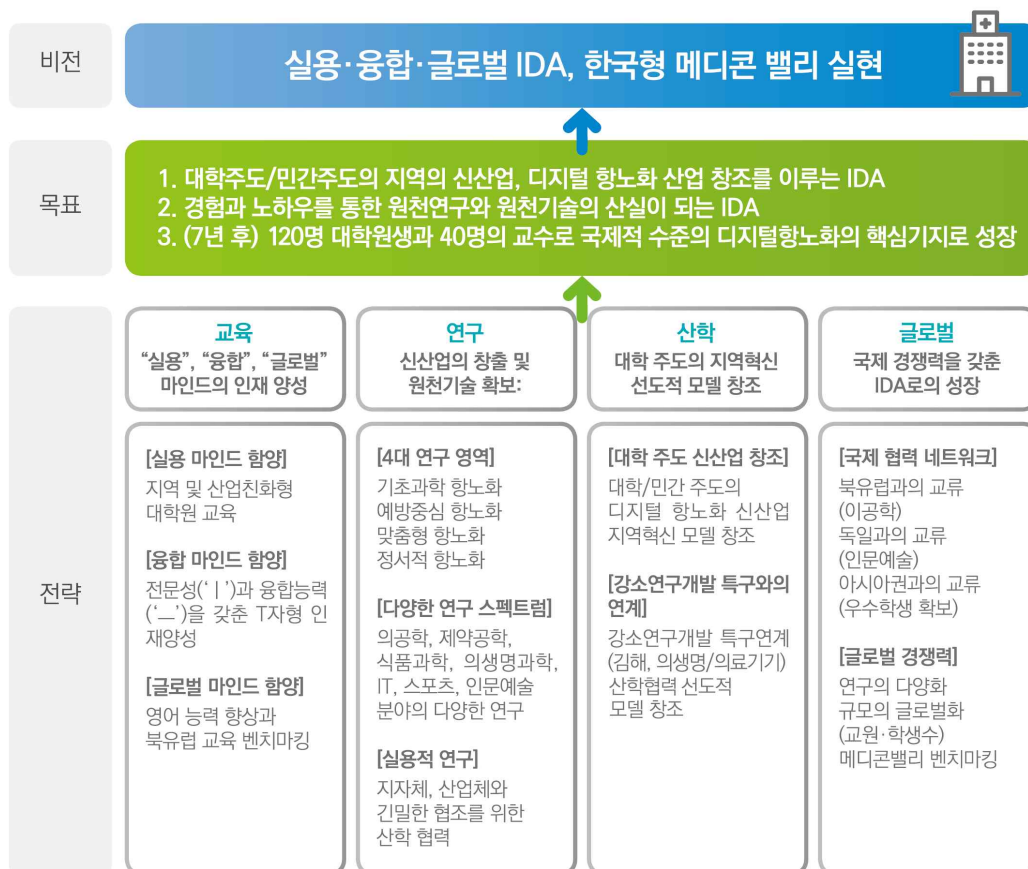 비전
실용·융합·글로벌 IDA, 한국형 메디콘 밸리 실현
목표
1. 대학주도/민간주도의 지역의 신산업, 디지털 항노화 산업 창조를 이루는 IDA
2. 경험과 노하우를 통한 원천연구와 원천기술의 산실이 되는 IDA
3. (7년 후) 120명 대학원생과 40명의 교수로 국제적 수준의 디지털항노화의 핵심기지로 성장
전략
교육
“실용”, “융합”, “글로벌”
마인드의 인재 양성
[실용 마인드 함양]
지역 및 산업친화형
대학원 교육
[융합 마인드 함양]
전문성(‘ㅣ’)과 융합능력
(‘ㅡ’)을 갖춘 T자형 인
재양성
[글로벌 마인드 함양]
영어 능력 향상과
북유럽 교육 벤치마킹
연구
신산업의 창출 및
원천기술 확보:
[4대 연구 영역]
기초과학 항노화
예방중심 항노화
맞춤형 항노화
정서적 항노화
[다양한 연구 스펙트럼]
의공학, 제약공학,
식품과학, 의생명과학,
IT, 스포츠, 인문예술
분야의 다양한 연구
[실용적 연구]
지자체, 산업체와
긴밀한 협조를 위한
산학 협력
산학
대학 주도의 지역혁신
선도적 모델 창조
[대학 주도 신산업 창조]
대학/민간 주도의
디지털 항노화 신산업
지역혁신 모델 창조
[강소연구개발 특구와의
연계]
강소연구개발 특구연계
(김해, 의생명/의료기기)
산학협력 선도적
모델 창조
글로벌
국제 경쟁력을 갖춘
IDA로의 성장
[국제 협력 네트워크]
북유럽과의 교류
(이공학)
독일과의 교류
(인문예술)
아시아권과의 교류
(우수학생 확보)
[글로벌 경쟁력]
연구의 다양화
규모의 글로벌화
(교원·학생수)
메디콘밸리 벤치마킹